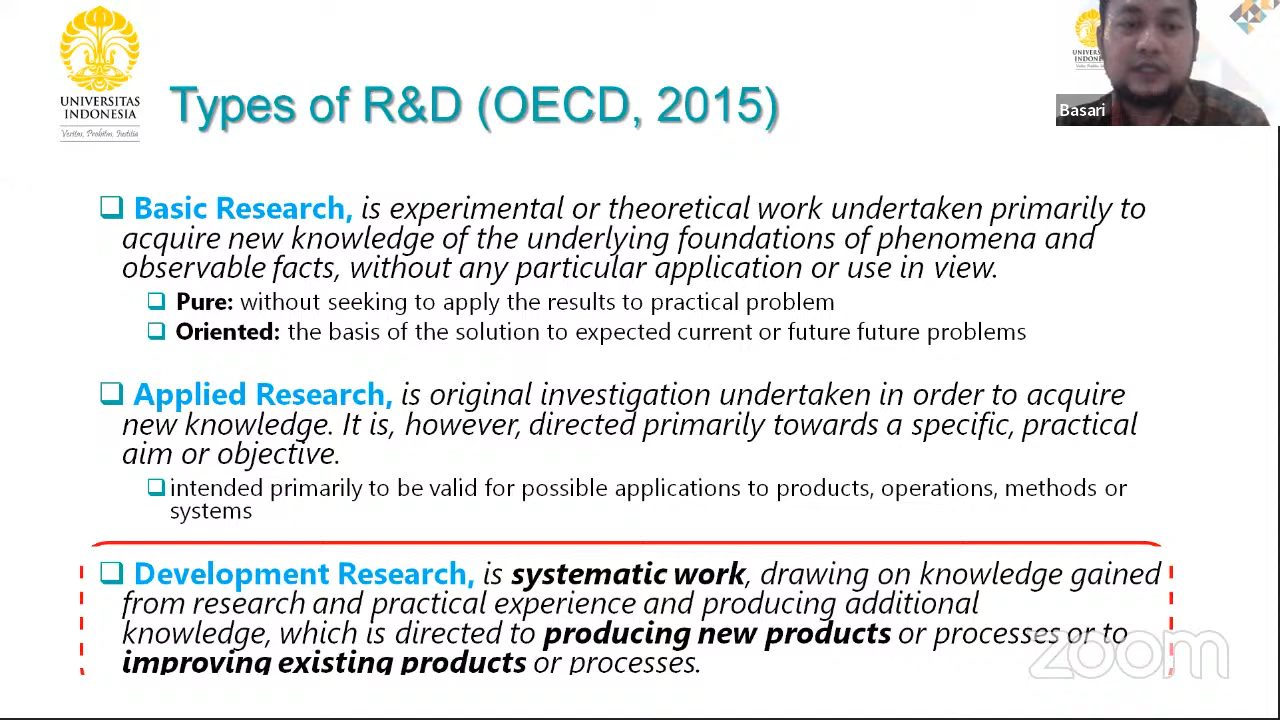 UNIVERSITAS
INDONESIA
Veritas, Probitas, Iustitia
Types of R&D (OECD, 2015)
Basari
Basic Research, is experimental or theoretical work undertaken primarily to
acquire new knowledge of the underlying foundations of phenomena and
observable facts, without any particular application or use in view.
Pure: without seeking to apply the results to practical problem
Oriented: the basis of the solution to expected current or future future problems
Applied Research, is original investigation undertaken in order to acquire
new knowledge. It is, however, directed primarily towards a specific, practical
aim or objective.
intended primarily to be valid for possible applications to products, operations, methods or
systems
Development Research, is systematic work, drawing on knowledge gained
from research and practical experience and producing additional
knowledge, which is directed to producing new products or processes or to
improving existing products or processes.
zoom